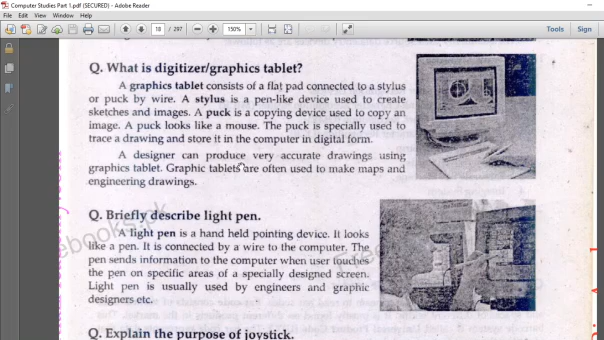 Computer Studies Part 1.pdf (SECURED) - Adobe Reader
File Edit View Window Help
18 / 297 150% Tools Sign
Q. What is digitizer/graphics tablet?
A graphics tablet consists of a flat pad connected to a stylus
or puck by wire. A stylus is a pen-like device used to create
sketches and images. A puck is a copying device used to copy an
image. A puck looks like a mouse. The puck is specially used to
trace a drawing and store it in the computer in digital form.
A designer can produce very accurate drawings using
graphics tablet. Graphic tablets are often used to make maps and
engineering drawings.
Q. Briefly describe light pen.
A light pen is a hand held pointing device. It looks
like a pen. It is connected by a wire to the computer. The
pen sends information to the computer when user touches
the pen on specific areas of a specially designed screen.
Light pen is usually used by engineers and graphic
designers etc.
ebooks.pk
Q. Explain the purpose of joystick.